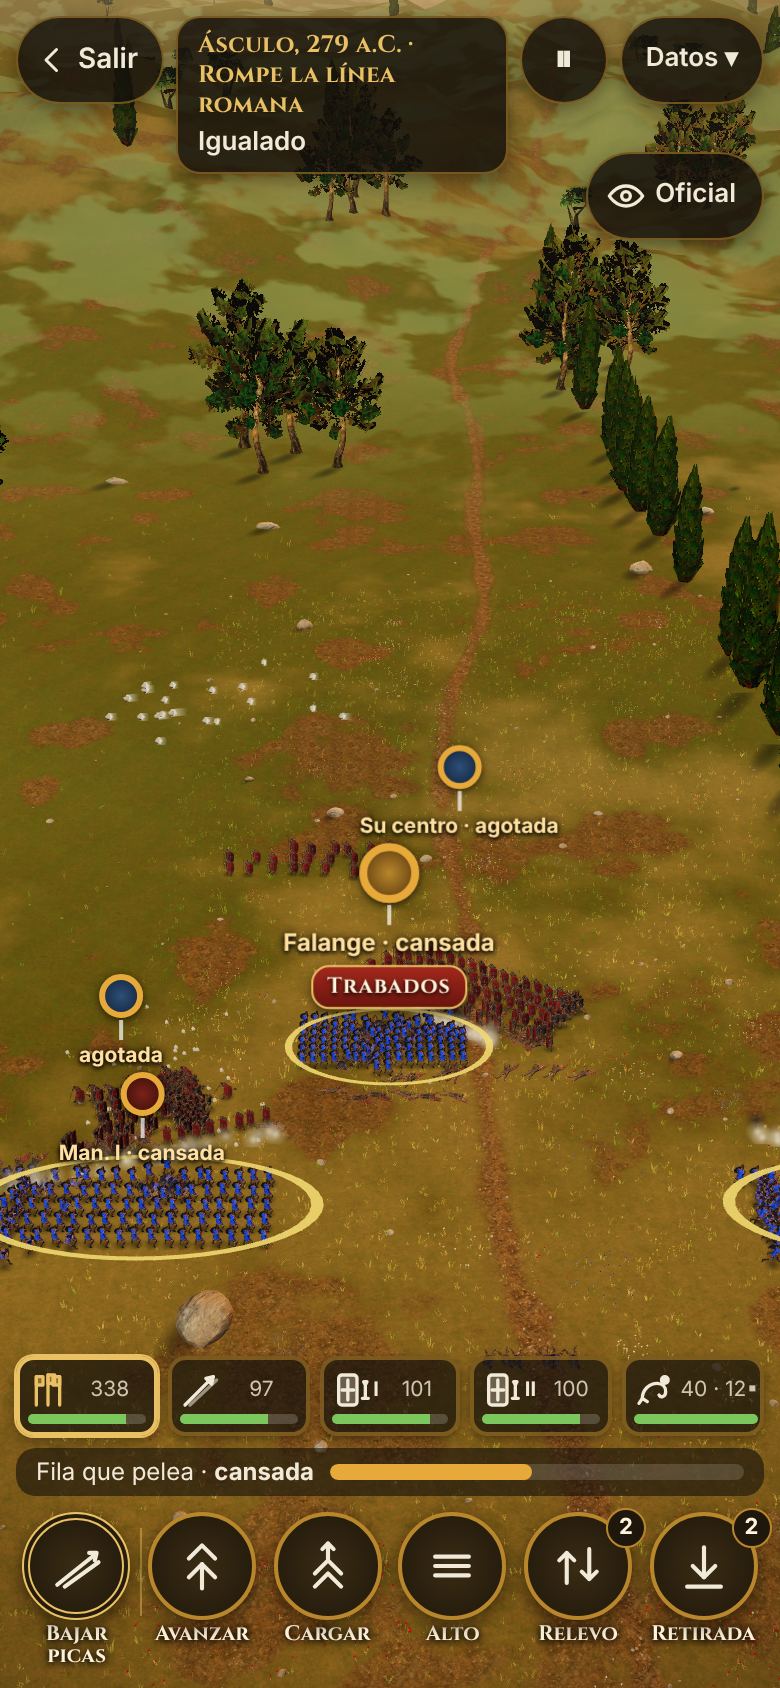 Salir
Ásculo, 279 a.C. ·
Rompe la línea
romana
Igualado
Datos ▾
Oficial
Su centro · agotada
Falange · cansada
Trabados
agotada
Man. I · cansada
338
97
I 101
II 100
40 · 12
Fila que pelea · cansada
2
2
Bajar
picas
Avanzar
Cargar
Alto
Relevo
Retirada